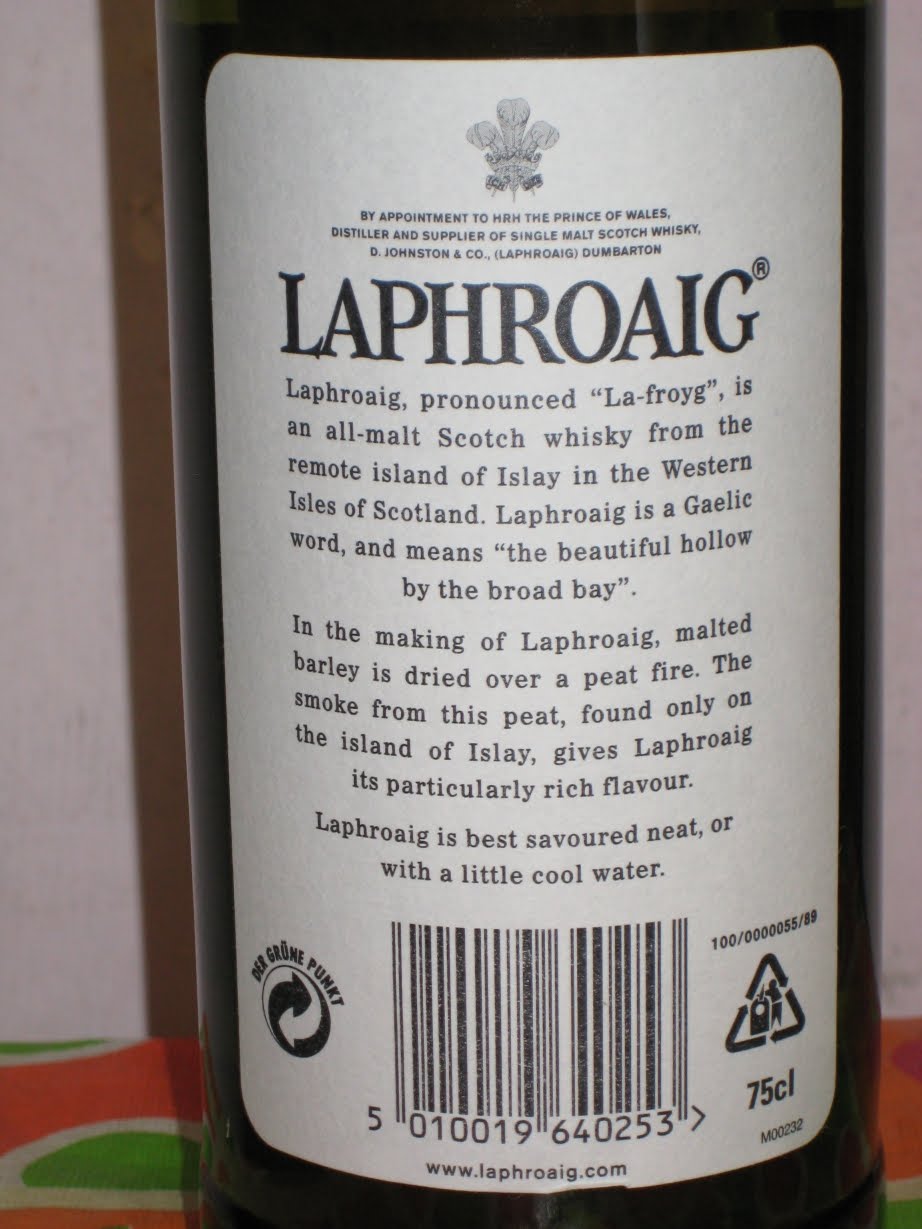 BY APPOINTMENT TO HRH THE PRINCE OF WALES,
DISTILLER AND SUPPLIER OF SINGLE MALT SCOTCH WHISKY,
D. JOHNSTON & CO., (LAPHROAIG) DUMBARTON
LAPHROAIG®
Laphroaig, pronounced “La-froyg”, is
an all-malt Scotch whisky from the
remote island of Islay in the Western
Isles of Scotland. Laphroaig is a Gaelic
word, and means “the beautiful hollow
by the broad bay”.
In the making of Laphroaig, malted
barley is dried over a peat fire. The
smoke from this peat, found only on
the island of Islay, gives Laphroaig
its particularly rich flavour.
Laphroaig is best savoured neat, or
with a little cool water.
DER GRÜNE PUNKT
100/0000055/89
75cl
5 010019 640253 >
M00232
www.laphroaig.com